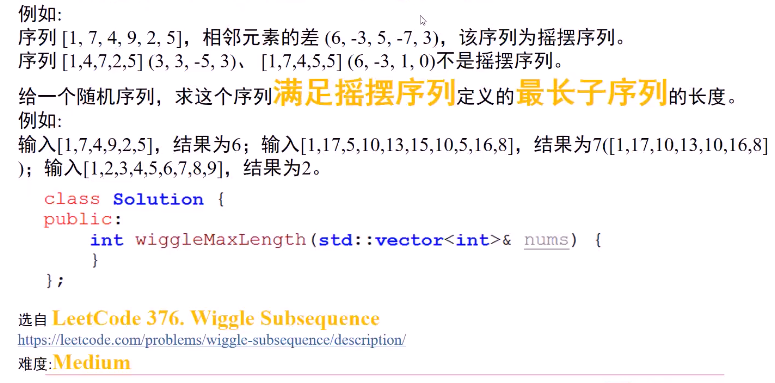 例如:
序列 [1, 7, 4, 9, 2, 5]，相邻元素的差 (6, -3, 5, -7, 3)，该序列为摇摆序列。
序列 [1,4,7,2,5] (3, 3, -5, 3)、 [1,7,4,5,5] (6, -3, 1, 0)不是摇摆序列。
给一个随机序列，求这个序列满足摇摆序列定义的最长子序列的长度。
例如:
输入[1,7,4,9,2,5]，结果为6；输入[1,17,5,10,13,15,10,5,16,8]，结果为7([1,17,10,13,10,16,8]
)；输入[1,2,3,4,5,6,7,8,9]，结果为2。
class Solution {
public:
int wiggleMaxLength(std::vector<int>& nums) {
}
};
选自 LeetCode 376. Wiggle Subsequence
https://leetcode.com/problems/wiggle-subsequence/description/
难度:Medium